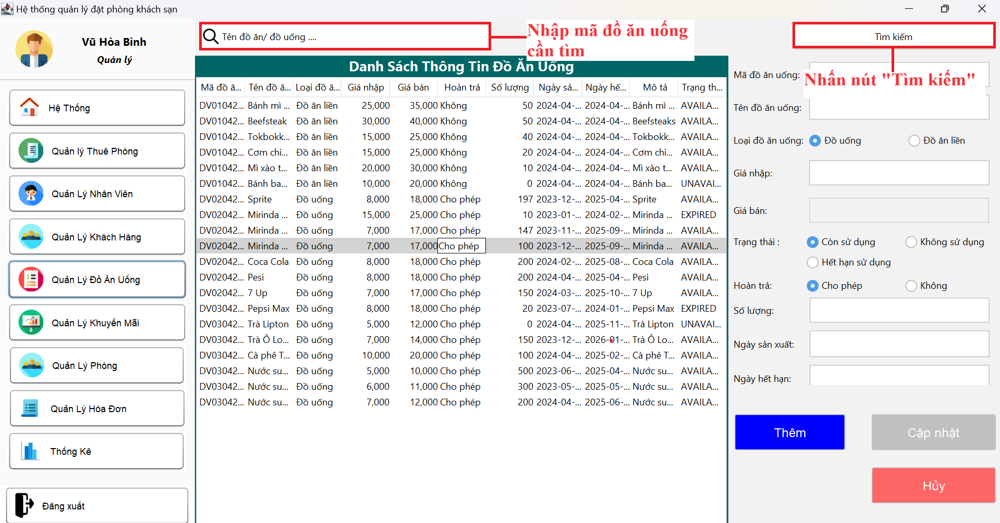 Hệ thống quản lý đặt phòng khách sạn
Vũ Hòa Bình
Quản lý
Hệ Thống
Quản lý Thuê Phòng
Quản Lý Nhân Viên
Quản Lý Khách Hàng
Quản Lý Đồ Ăn Uống
Quản Lý Khuyến Mãi
Quản Lý Phòng
Quản Lý Hóa Đơn
Thống Kê
Đăng xuất
Tên đồ ăn/ đồ uống ....
Nhập mã đồ ăn uống
cần tìm
Tìm kiếm
Nhấn nút "Tìm kiếm"
Danh Sách Thông Tin Đồ Ăn Uống
Mã đồ ă... Tên đồ ă... Loại đồ ă... Giá nhập Giá bán Hoàn trả Số lượng Ngày sả... Ngày hế... Mô tả Trạng th...
DV01042... Bánh mì ... Đồ ăn liền 25,000 35,000 Không 50 2024-04-... 2024-04-... Bánh mì ... AVAILA...
DV01042... Beefsteak Đồ ăn liền 30,000 40,000 Không 50 2024-04-... 2024-04-... Beefsteaks AVAILA...
DV01042... Tokbokk... Đồ ăn liền 15,000 25,000 Không 40 2024-04-... 2024-04-... Tokbokk... AVAILA...
DV01042... Cơm chi... Đồ ăn liền 15,000 25,000 Không 20 2024-04-... 2024-04-... Cơm chi... AVAILA...
DV01042... Mì xào t... Đồ ăn liền 20,000 30,000 Không 10 2024-04-... 2024-04-... Mì xào t... AVAILA...
DV01042... Bánh ba... Đồ ăn liền 10,000 20,000 Không 0 2024-04-... 2024-04-... Bánh ba... UNAVAI...
DV02042... Sprite Đồ uống 8,000 18,000 Cho phép 197 2023-12-... 2025-04-... Sprite AVAILA...
DV02042... Mirinda ... Đồ uống 15,000 25,000 Cho phép 10 2023-01-... 2024-02-... Mirinda ... EXPIRED
DV02042... Mirinda ... Đồ uống 7,000 17,000 Cho phép 147 2023-11-... 2025-09-... Mirinda ... AVAILA...
DV02042... Mirinda ... Đồ uống 7,000 17,000 Cho phép 100 2023-12-... 2025-09-... Mirinda ... AVAILA...
DV02042... Coca Cola Đồ uống 8,000 18,000 Cho phép 200 2024-02-... 2025-08-... Coca Cola AVAILA...
DV02042... Pesi Đồ uống 8,000 18,000 Cho phép 200 2024-04-... 2025-04-... Pesi AVAILA...
DV02042... 7 Up Đồ uống 7,000 17,000 Cho phép 150 2024-03-... 2025-10-... 7 Up AVAILA...
DV03042... Pepsi Max Đồ uống 8,000 18,000 Cho phép 20 2023-07-... 2024-01-... Pepsi Max EXPIRED
DV03042... Trà Lipton Đồ uống 5,000 12,000 Cho phép 0 2024-04-... 2025-11-... Trà Lipton UNAVAI...
DV03042... Trà Ô Lo... Đồ uống 7,000 14,000 Cho phép 150 2023-12-... 2026-01-... Trà Ô Lo... AVAILA...
DV03042... Cà phê T... Đồ uống 10,000 20,000 Cho phép 100 2024-04-... 2025-02-... Cà phê T... AVAILA...
DV03042... Nước su... Đồ uống 5,000 10,000 Cho phép 500 2023-06-... 2025-04-... Nước su... AVAILA...
DV03042... Nước su... Đồ uống 6,000 11,000 Cho phép 300 2023-05-... 2025-05-... Nước su... AVAILA...
DV03042... Nước su... Đồ uống 7,000 12,000 Cho phép 200 2024-04-... 2025-06-... Nước su... AVAILA...
Mã đồ ăn uống:
Tên đồ ăn uống:
Loại đồ ăn uống: Đồ uống Đồ ăn liền
Giá nhập:
Giá bán:
Trạng thái : Còn sử dụng Không sử dụng
Hết hạn sử dụng
Hoàn trả: Cho phép Không
Số lượng:
Ngày sản xuất:
Ngày hết hạn:
Thêm
Cập nhật
Hủy